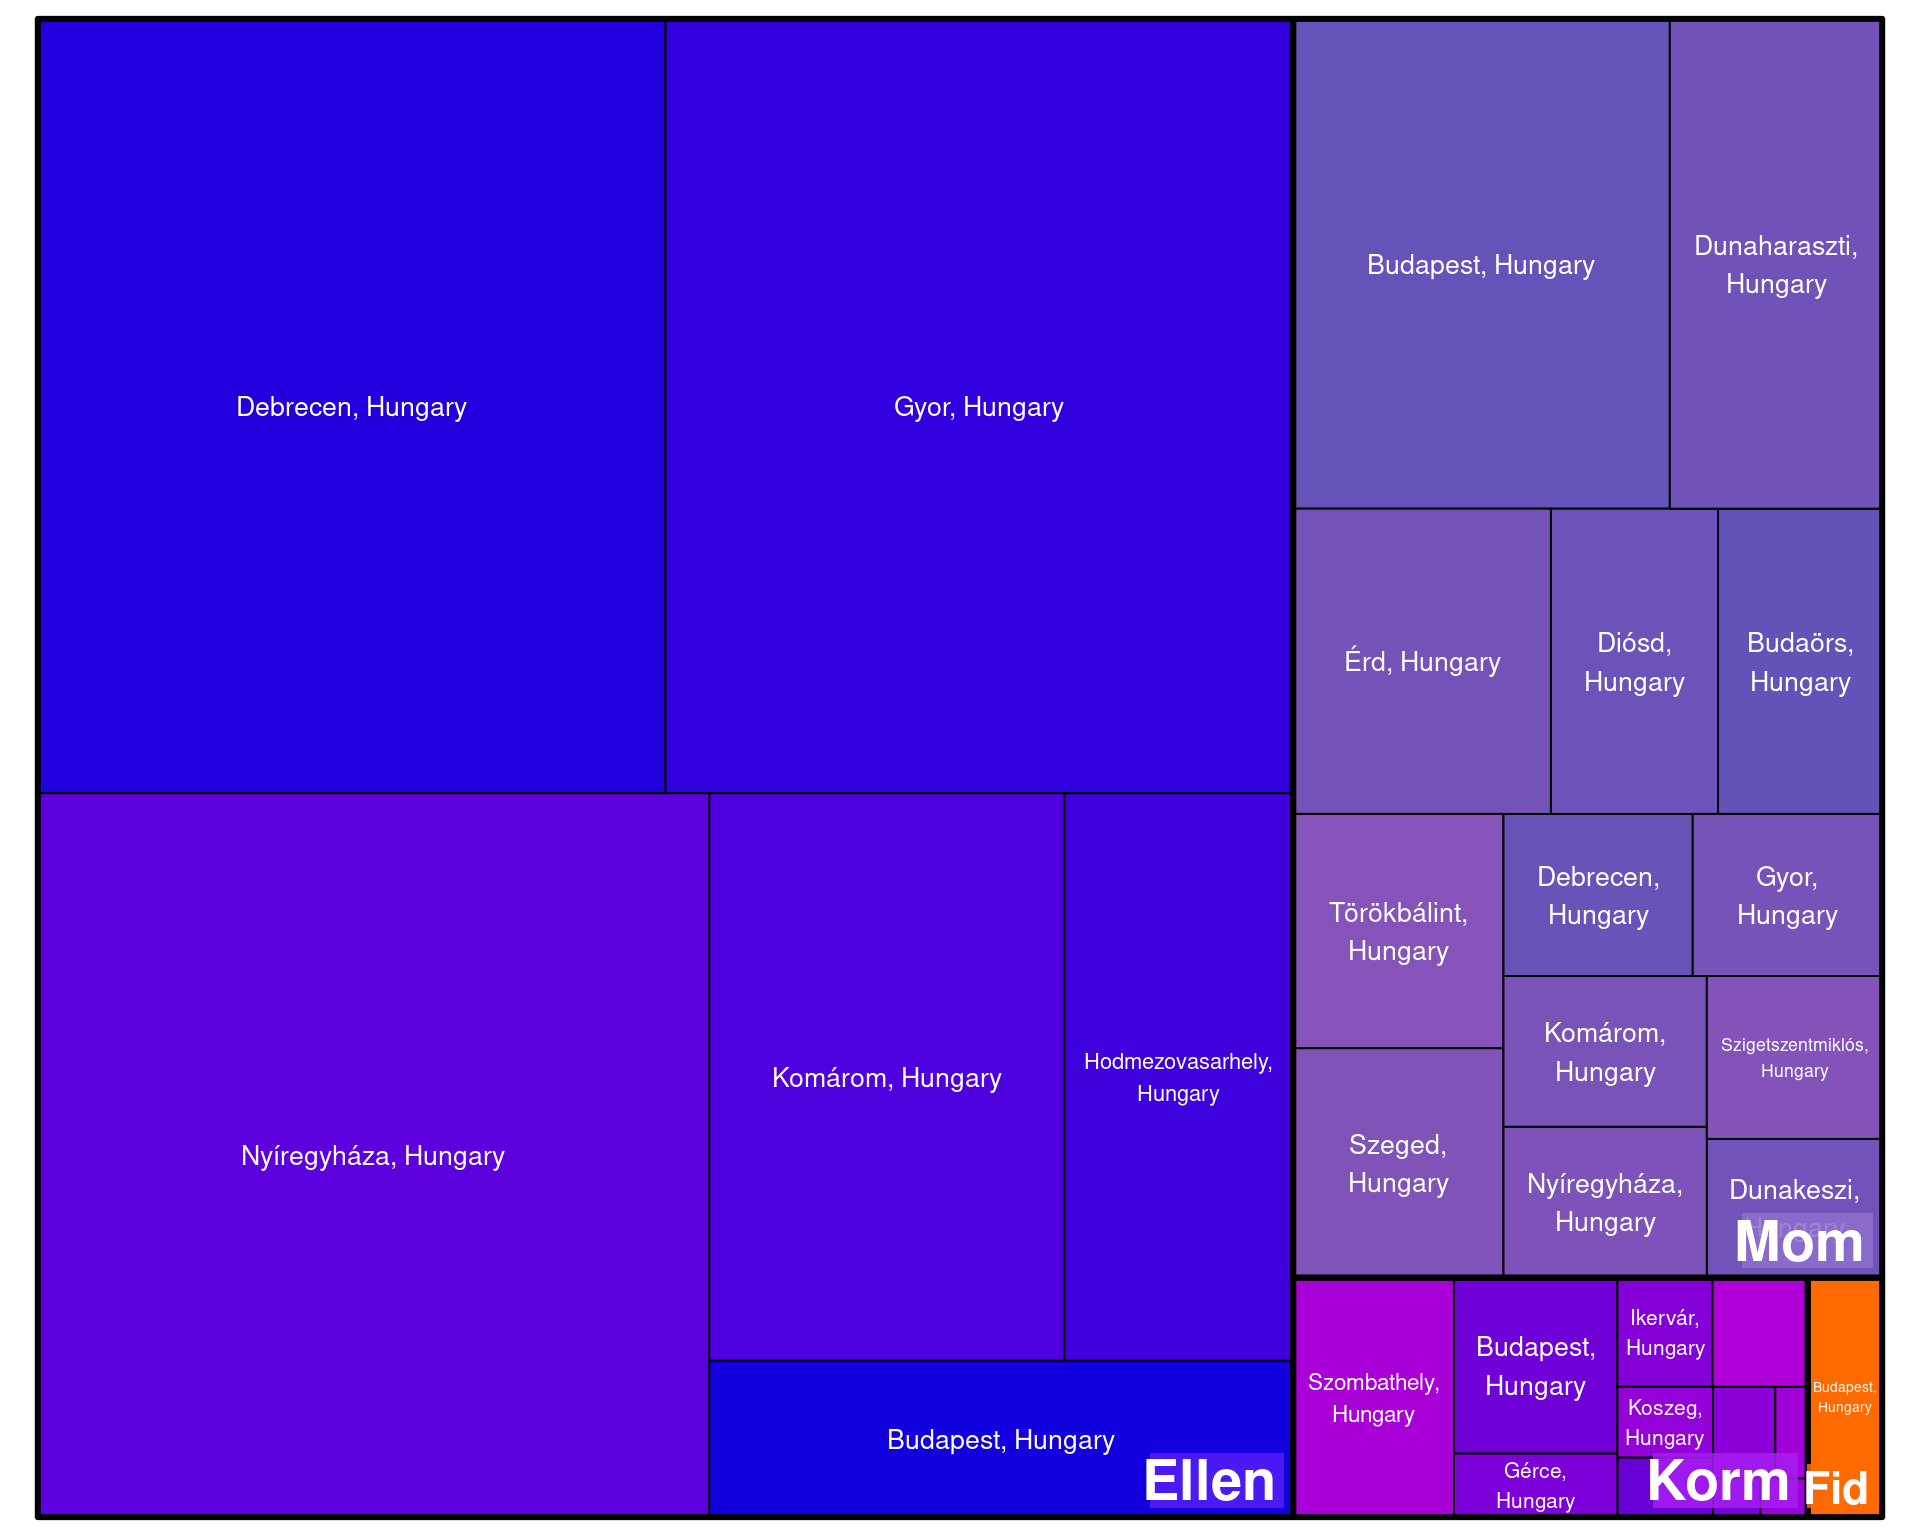 Debrecen, Hungary
Gyor, Hungary
Nyíregyháza, Hungary
Komárom, Hungary
Hodmezovasarhely,
Hungary
Budapest, Hungary
Ellen
Budapest, Hungary
Dunaharaszti,
Hungary
Érd, Hungary
Diósd,
Hungary
Budaörs,
Hungary
Törökbálint,
Hungary
Debrecen,
Hungary
Gyor,
Hungary
Komárom,
Hungary
Szigetszentmiklós,
Hungary
Szeged,
Hungary
Nyíregyháza,
Hungary
Dunakeszi,
Hungary
Mom
Szombathely,
Hungary
Budapest,
Hungary
Gérce,
Hungary
Ikervár,
Hungary
Koszeg,
Hungary
Korm
Budapest,
Hungary
Fid